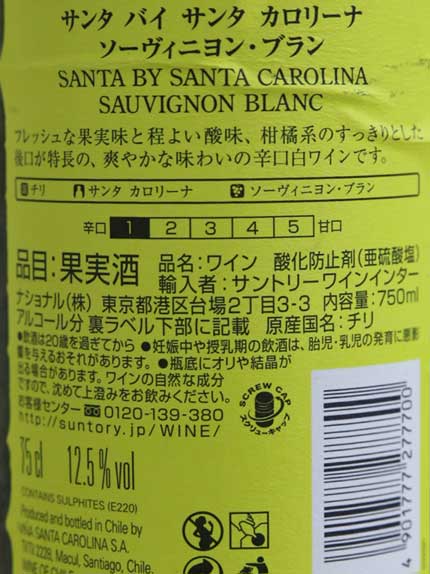 サンタ バイ サンタ カロリーナ
ソーヴィニヨン・ブラン
SANTA BY SANTA CAROLINA
SAUVIGNON BLANC
フレッシュな果実味と程よい酸味、柑橘系のすっきりとした
後口が特長の、爽やかな味わいの辛口白ワインです。
チリ サンタ カロリーナ ソーヴィニヨン・ブラン
辛口 1 2 3 4 5 甘口
品目:果実酒 品名:ワイン 酸化防止剤(亜硫酸塩)
輸入者:サントリーワインインター
ナショナル(株) 東京都港区台場2丁目3-3 内容量:750ml
アルコール分 裏ラベル下部に記載 原産国名:チリ
●飲酒は20歳を過ぎてから ●妊娠中や授乳期の飲酒は、胎児・乳児の発育に悪影
響を与えるおそれがあります。 ●瓶底にオリや結晶が
出る場合があります。ワインの自然な成分
ですので、沈めて上澄みをお飲みください。
お客様センター 0120-139-380
http://suntory.jp/WINE/
SCREW CAP
スクリューキャップ
75 cl 12.5% vol
CONTAINS SULPHITES (E220)
Produced and bottled in Chile by
VIÑA SANTA CAROLINA S.A.
Tiltil 2228, Macul, Santiago, Chile.
WINE OF CHILE
4 901777 277700